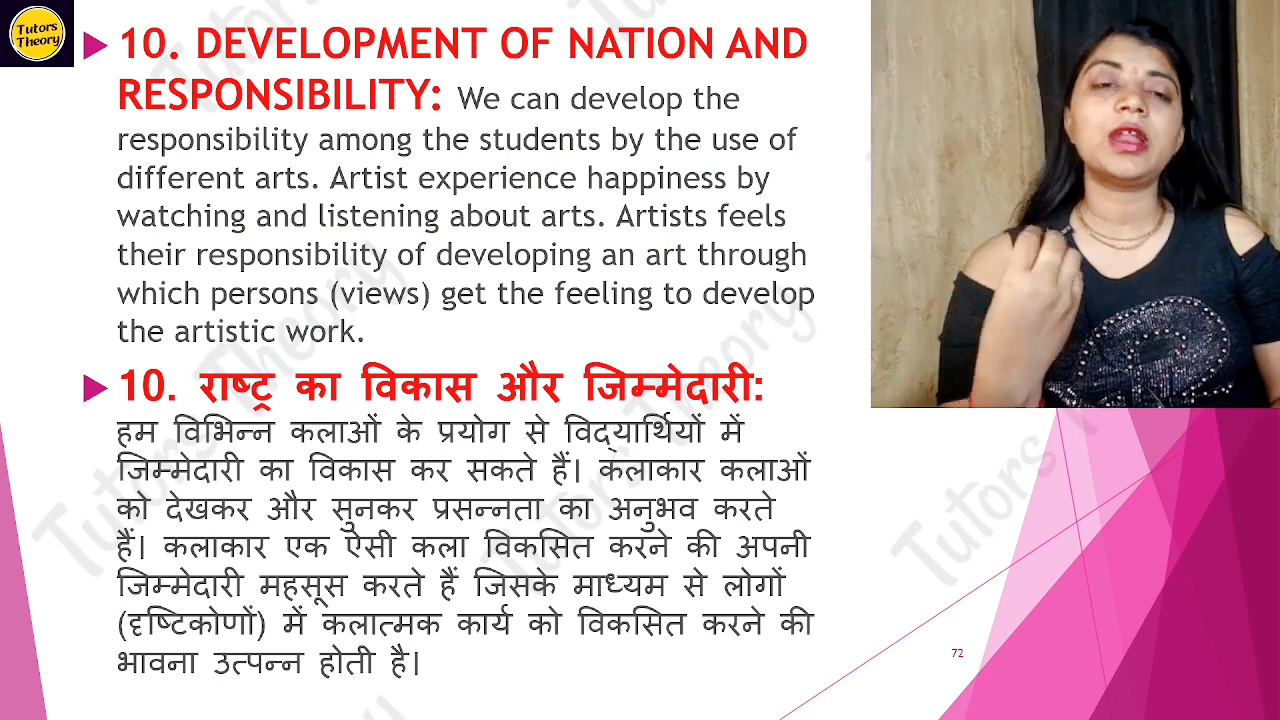 Tutors
Theory
10. DEVELOPMENT OF NATION AND
RESPONSIBILITY: We can develop the
responsibility among the students by the use of
different arts. Artist experience happiness by
watching and listening about arts. Artists feels
their responsibility of developing an art through
which persons (views) get the feeling to develop
the artistic work.
10. राष्ट्र का विकास और जिम्मेदारी:
हम विभिन्न कलाओं के प्रयोग से विद्यार्थियों में
जिम्मेदारी का विकास कर सकते हैं। कलाकार कलाओं
को देखकर और सुनकर प्रसन्नता का अनुभव करते
हैं। कलाकार एक ऐसी कला विकसित करने की अपनी
जिम्मेदारी महसूस करते हैं जिसके माध्यम से लोगों
(दृष्टिकोणों) में कलात्मक कार्य को विकसित करने की
भावना उत्पन्न होती है।
72